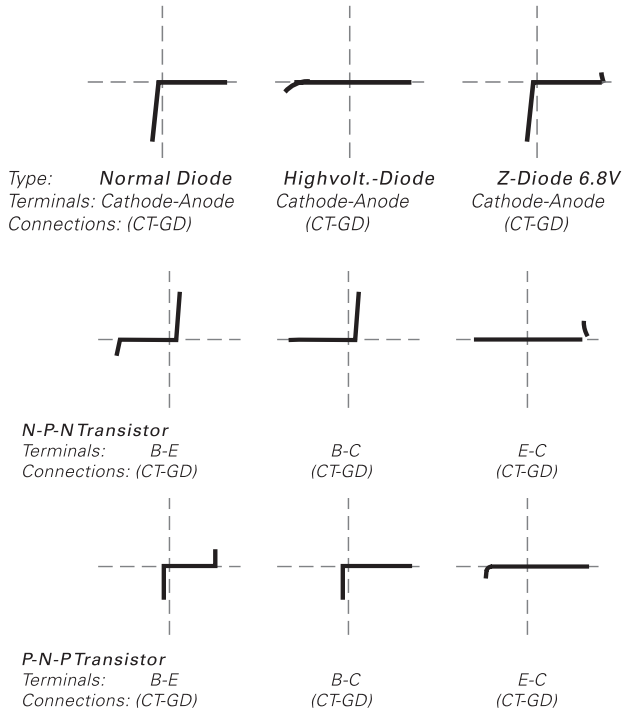 Type: Normal Diode Highvolt.-Diode Z-Diode 6.8V
Terminals: Cathode-Anode Cathode-Anode Cathode-Anode
Connections: (CT-GD) (CT-GD) (CT-GD)
N-P-N Transistor
Terminals: B-E B-C E-C
Connections: (CT-GD) (CT-GD) (CT-GD)
P-N-P Transistor
Terminals: B-E B-C E-C
Connections: (CT-GD) (CT-GD) (CT-GD)